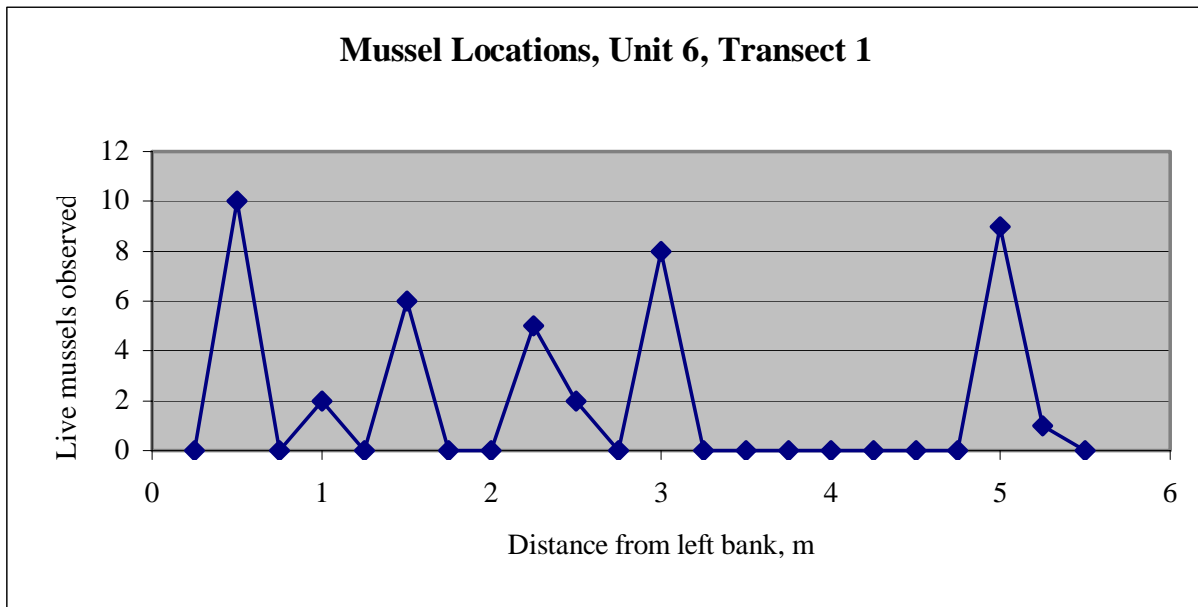 Mussel Locations, Unit 6, Transect 1
Live mussels observed
12
10
8
6
4
2
0
0 1 2 3 4 5 6
Distance from left bank, m